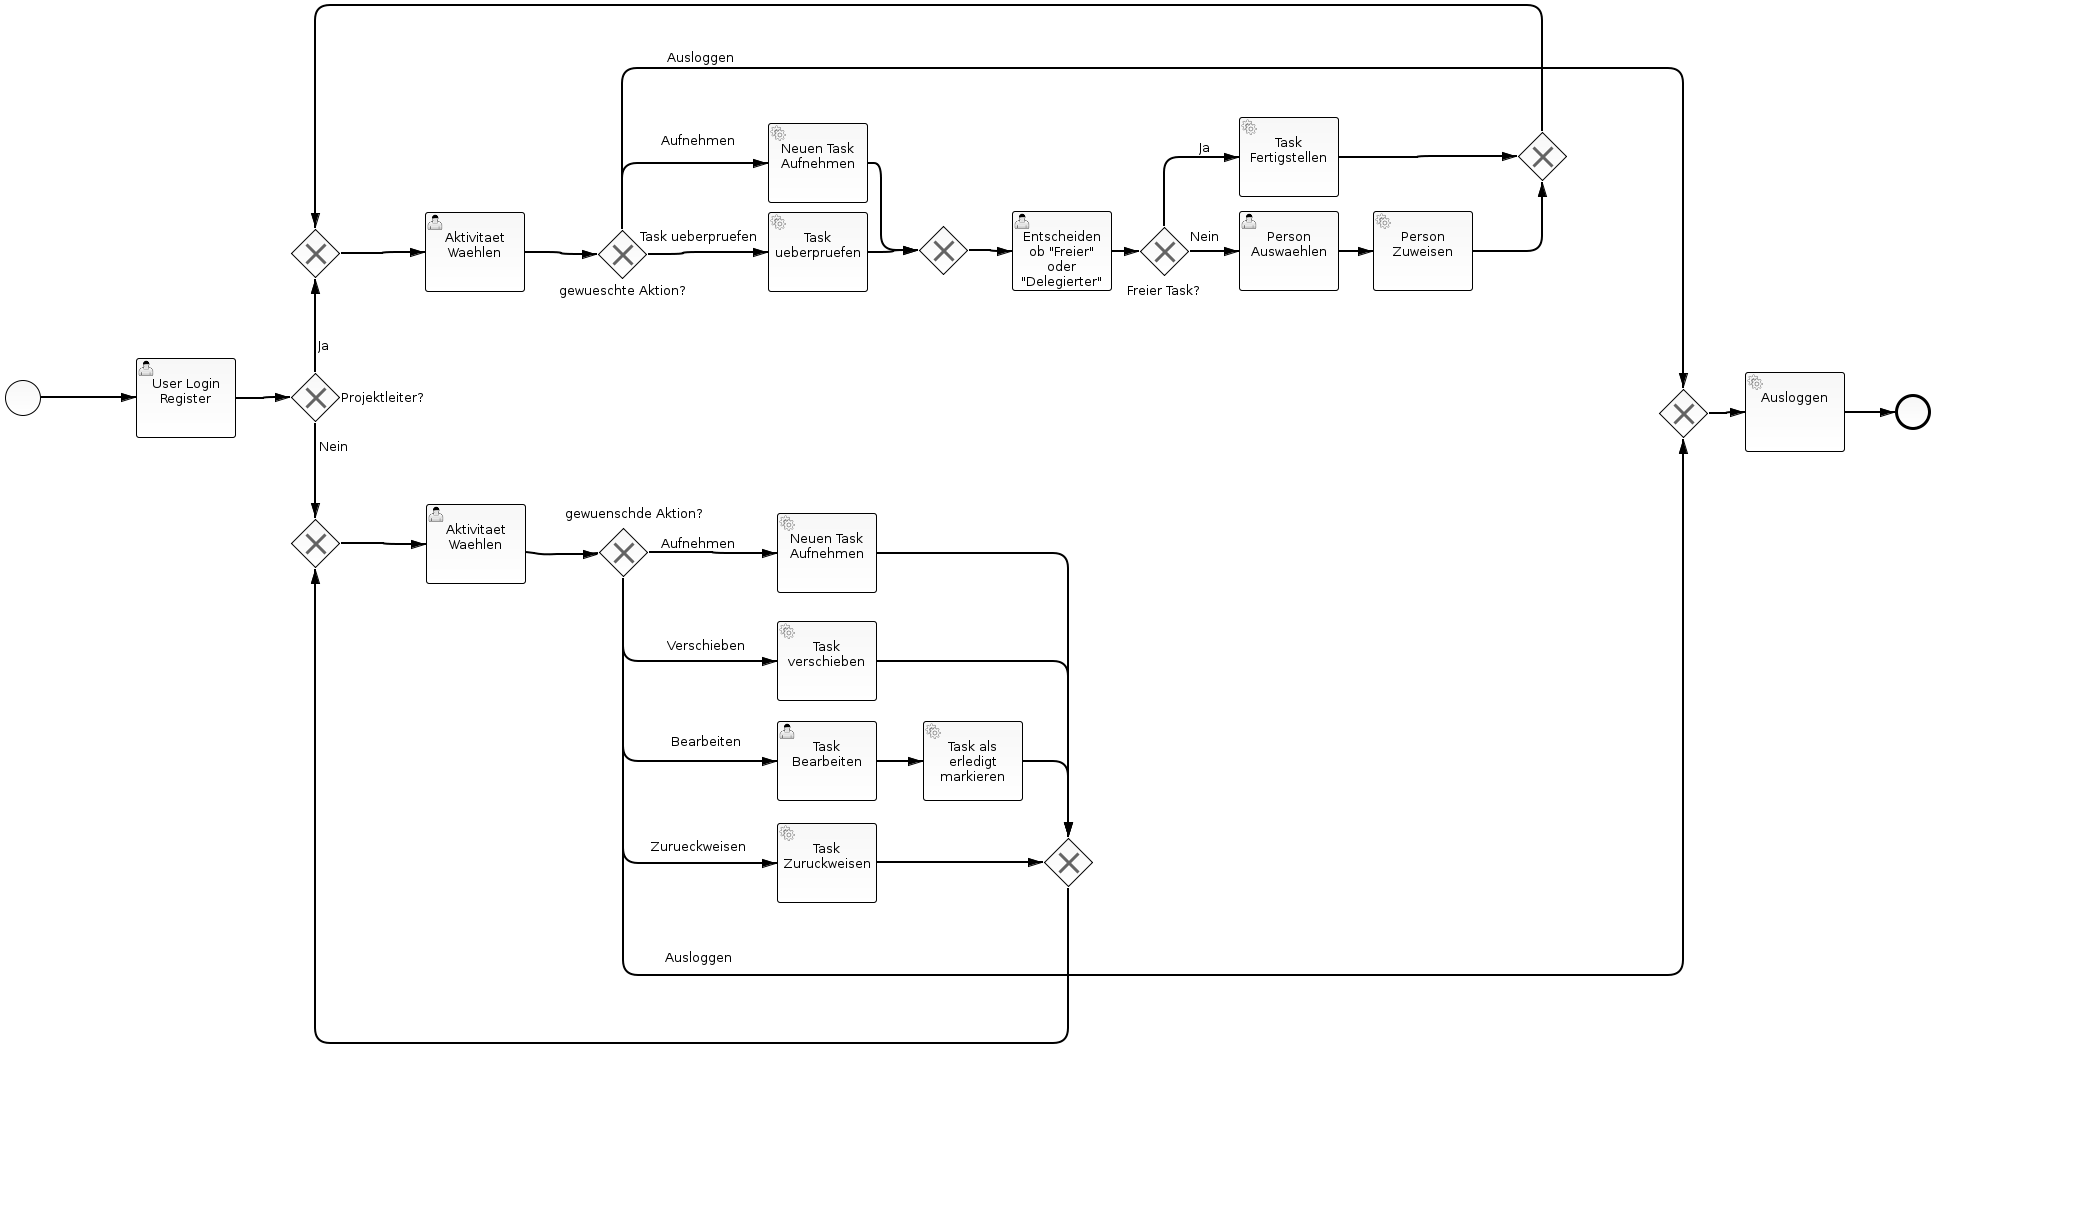 Ausloggen
Aufnehmen
Neuen Task
Aufnehmen
Ja
Task
Fertigstellen
Aktivitaet
Waehlen
gewueschte Aktion?
Task ueberpruefen
Task
ueberpruefen
Entscheiden
ob "Freier"
oder
"Delegierter"
Freier Task?
Nein
Person
Auswaehlen
Person
Zuweisen
Ja
User Login
Register
Projektleiter?
Nein
Ausloggen
Aktivitaet
Waehlen
gewuenschde Aktion?
Aufnehmen
Neuen Task
Aufnehmen
Verschieben
Task
verschieben
Bearbeiten
Task
Bearbeiten
Task als
erledigt
markieren
Zurueckweisen
Task
Zuruckweisen
Ausloggen